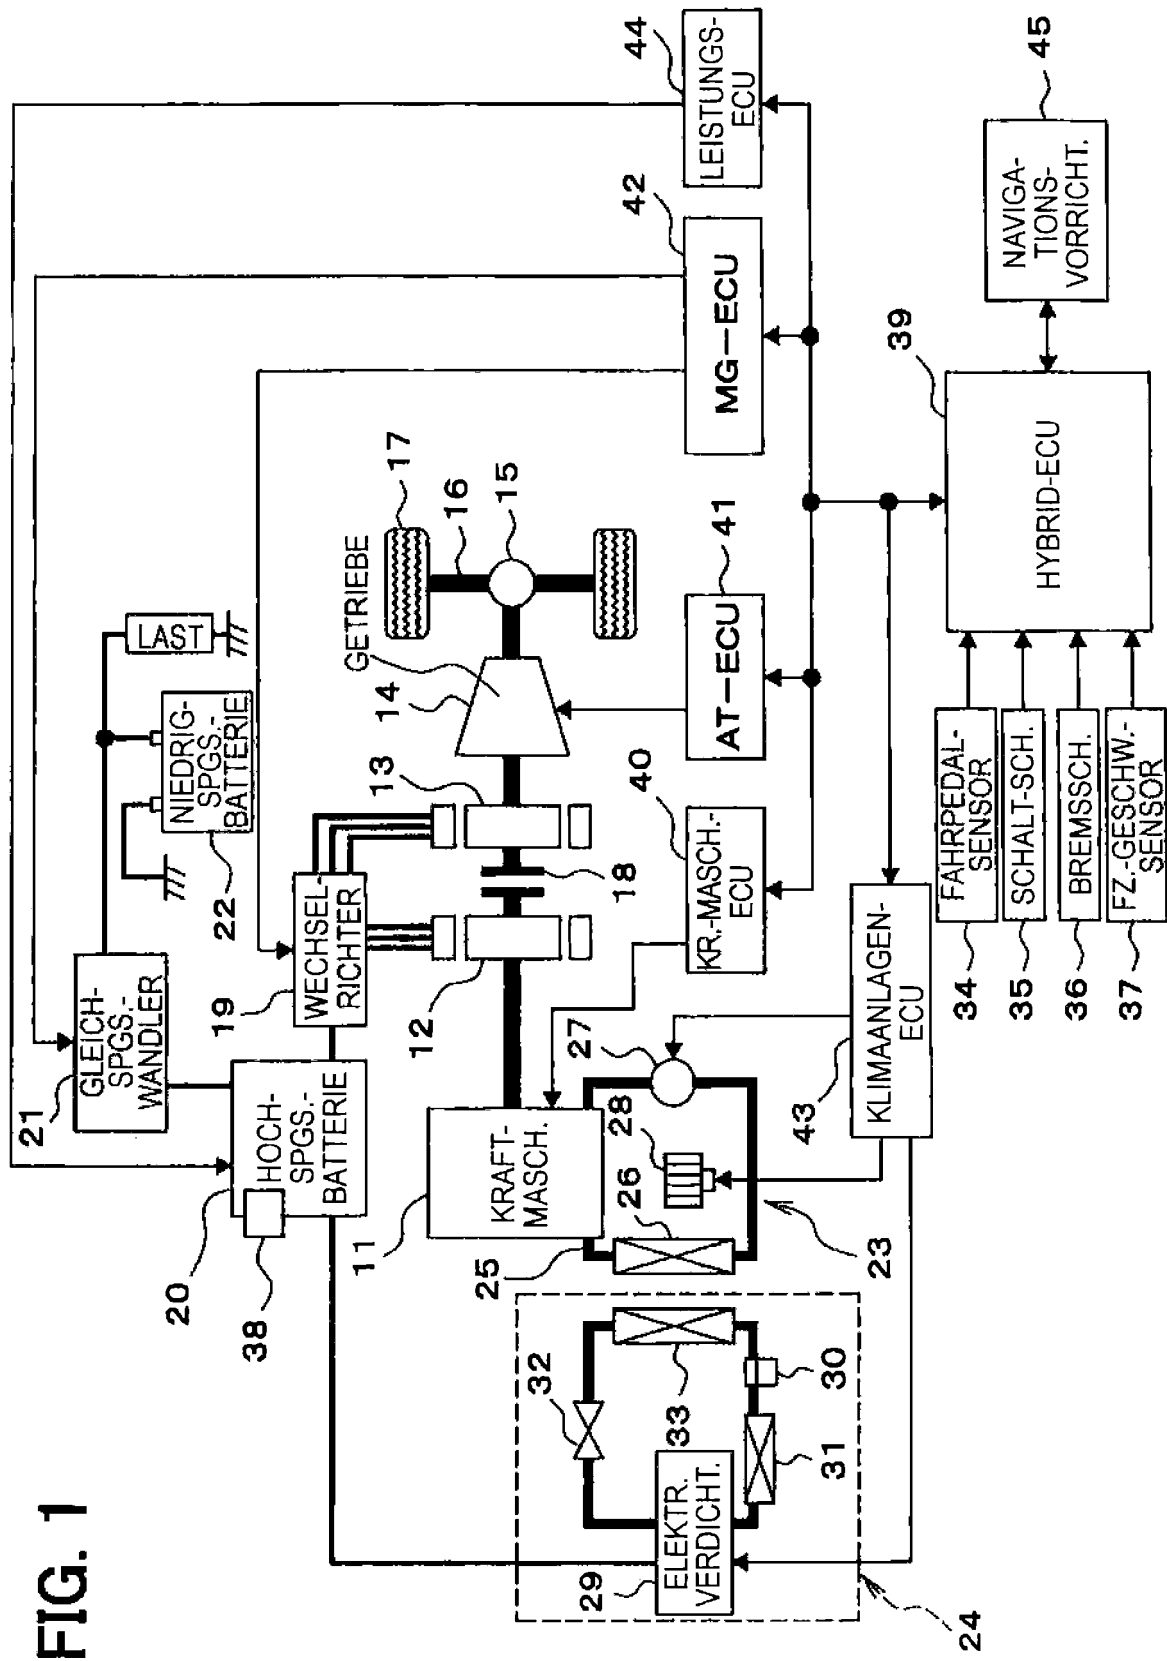 FIG. 1
44
LEISTUNGS-
ECU
45
NAVIGA-
TIONS-
VORRICHT.
42
MG-ECU
39
HYBRID-ECU
17
16
15
GETRIEBE
14
41
AT-ECU
LAST
NIEDRIG-
SPGS.-
BATTERIE
22
13
18
12
40
KR.-MASCH.-
ECU
FAHRPEDAL-
SENSOR
34
SCHALT-SCH.
35
BREMSSCH.
36
FZ.-GESCHW.-
SENSOR
37
WECHSEL-
RICHTER
19
GLEICH-
SPGS.-
WANDLER
21
HOCH-
SPGS.-
BATTERIE
20
38
KRAFT-
MASCH.
11
27
28
26
25
23
KLIMAANLAGEN-
ECU
43
32
33
30
31
ELEKTR.
VERDICHT.
29
24